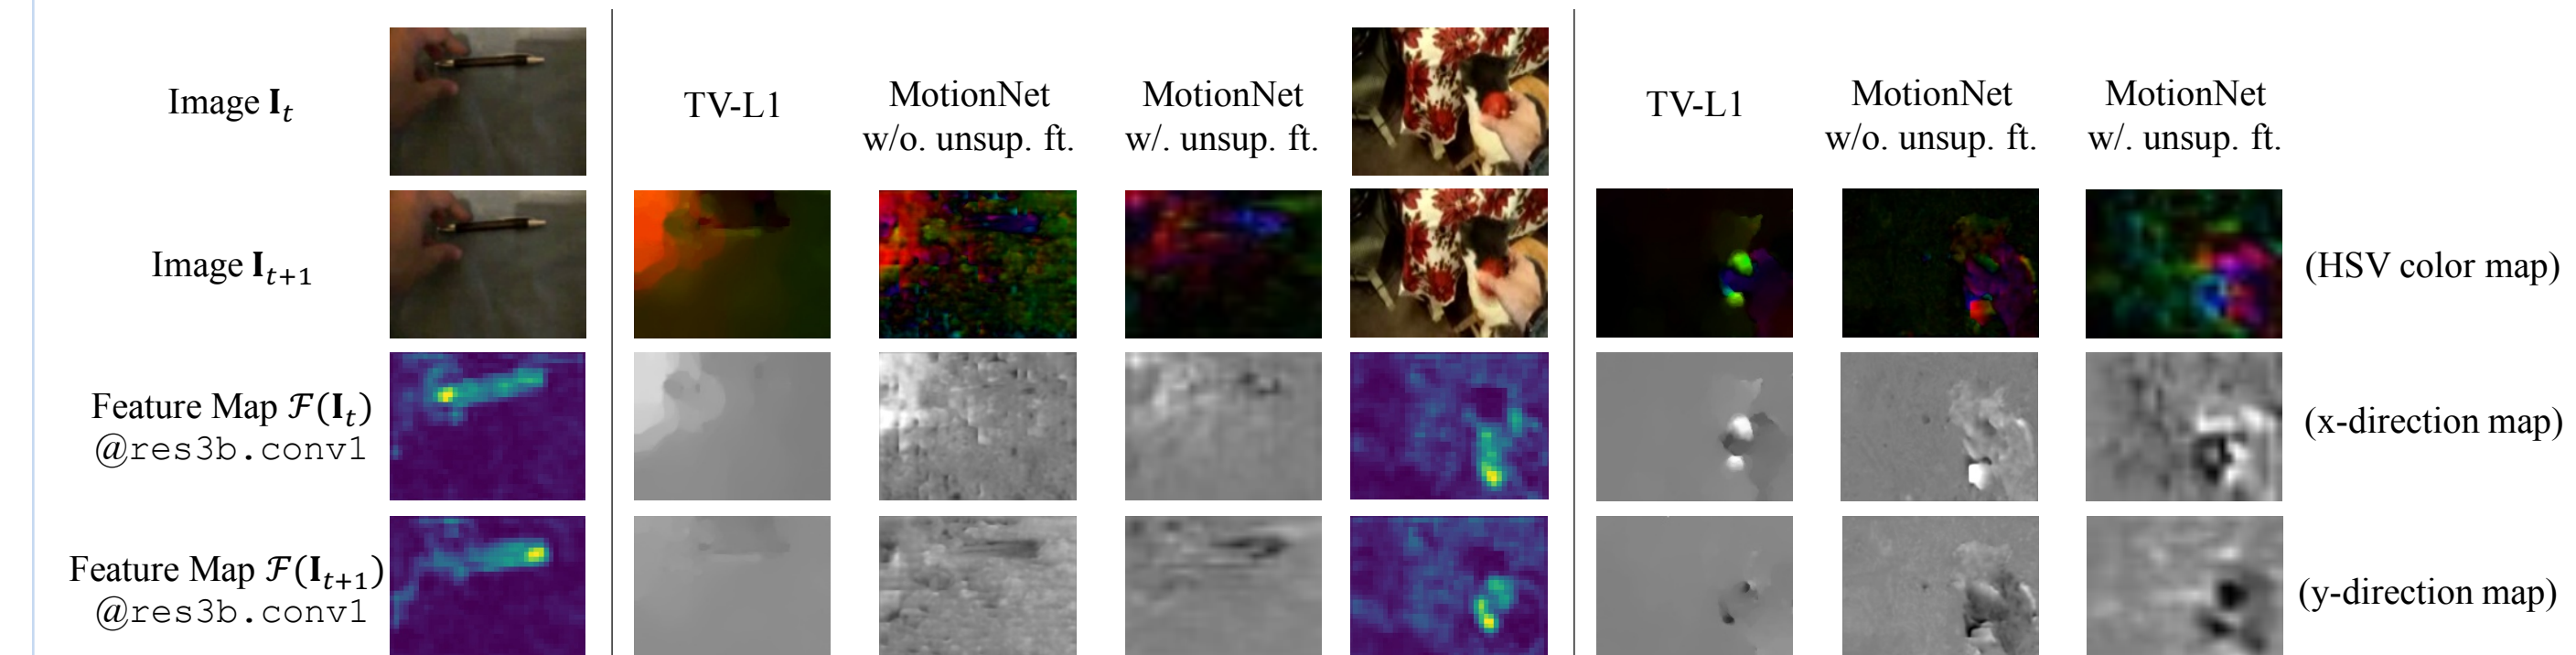 Image I_t
TV-L1
MotionNet
w/o. unsup. ft.
MotionNet
w/. unsup. ft.
TV-L1
MotionNet
w/o. unsup. ft.
MotionNet
w/. unsup. ft.
Image I_{t+1}
(HSV color map)
Feature Map ℱ(I_t)
@res3b.conv1
(x-direction map)
Feature Map ℱ(I_{t+1})
@res3b.conv1
(y-direction map)